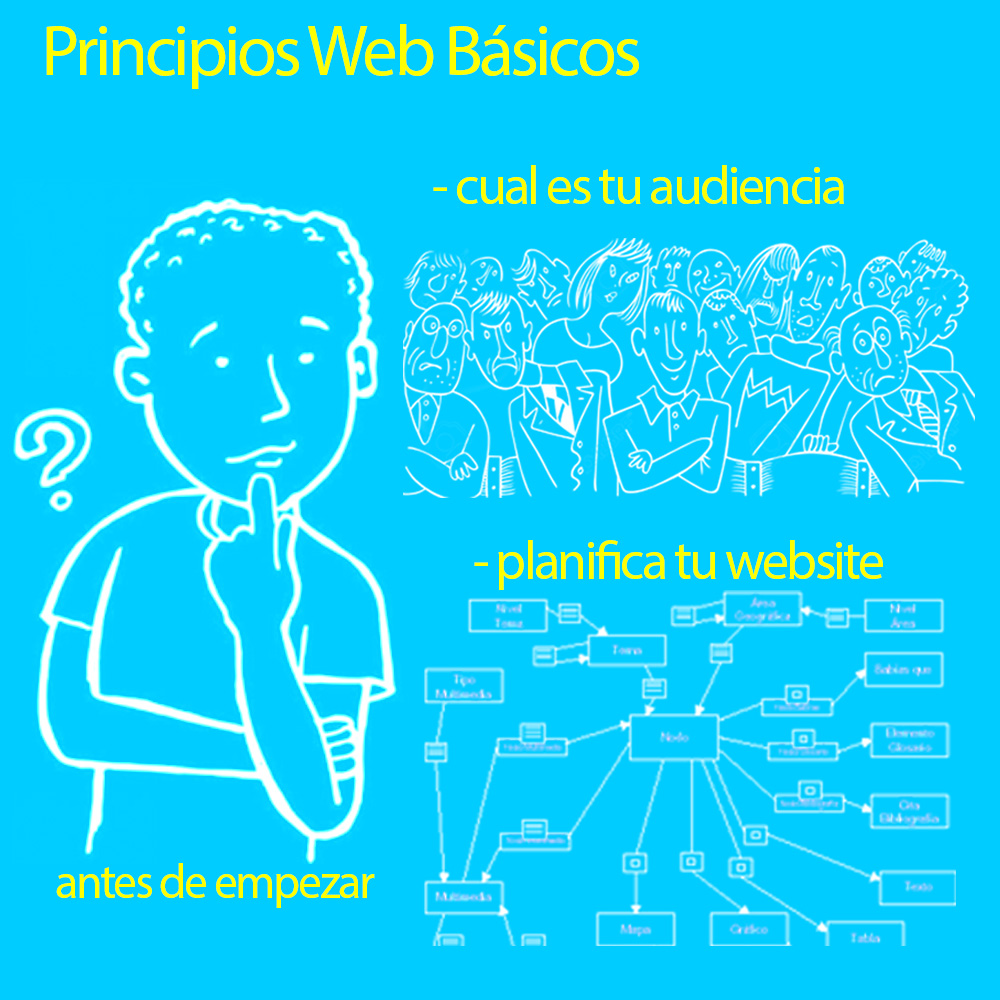 Principios Web Básicos
- cual es tu audiencia
- planifica tu website
antes de empezar
Nivel
Tema
Área
Geográfica
Nivel
Área
Tema
Sabías que
Tipo
Multimedia
Nodo
Elemento
Glosario
Cita
Bibliografía
Multimedia
Texto
Mapa
Gráfico
Tabla